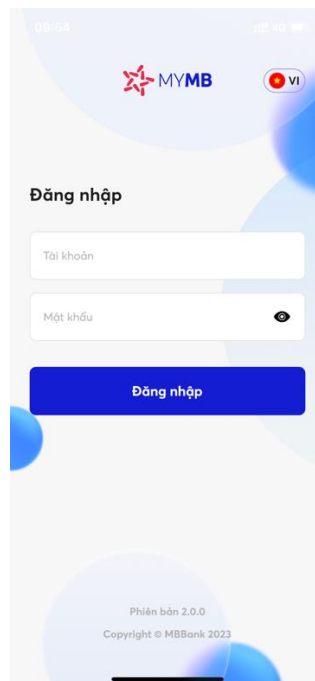 09:54
4G
MYMB
VI
Đăng nhập
Tài khoản
Mật khẩu
Đăng nhập
Phiên bản 2.0.0
Copyright © MBBank 2023